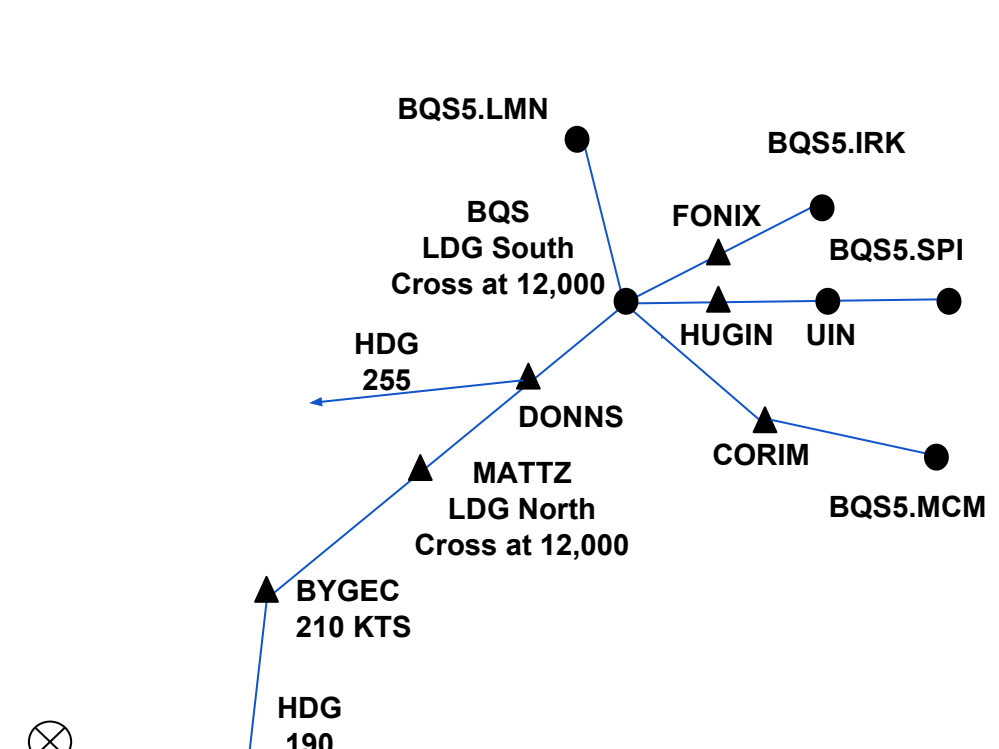 BQS5.LMN
BQS5.IRK
BQS
LDG South
Cross at 12,000
FONIX
BQS5.SPI
HUGIN
UIN
HDG
255
DONNS
CORIM
MATTZ
LDG North
Cross at 12,000
BQS5.MCM
BYGEC
210 KTS
HDG
190